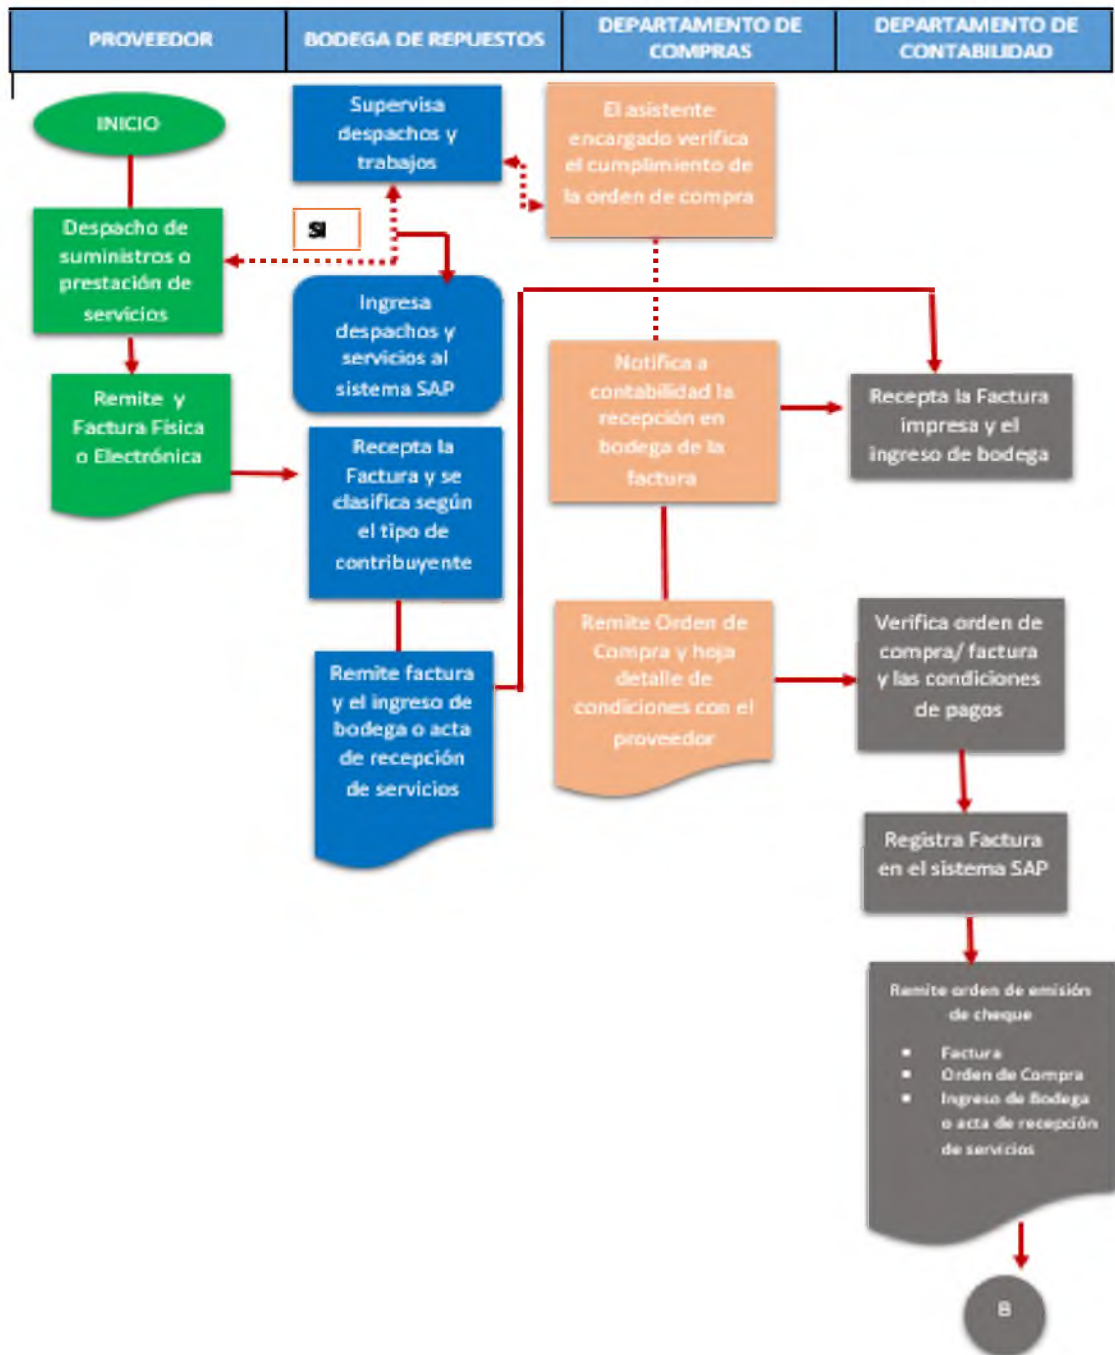 PROVEEDOR
BODEGA DE REPUESTOS
DEPARTAMENTO DE
COMPRAS
DEPARTAMENTO DE
CONTABILIDAD
INICIO
Despacho de
suministros o
prestación de
servicios
Remite y
Factura Física
o Electrónica
Supervisa
despachos y
trabajos
SI
Ingresa
despachos y
servicios al
sistema SAP
Recepta la
Factura y se
clasifica según
el tipo de
contribuyente
Remite factura
y el ingreso de
bodega o acta
de recepción
de servicios
El asistente
encargado verifica
el cumplimiento de
la orden de compra
Notifica a
contabilidad la
recepción en
bodega de la
factura
Remite Orden de
Compra y hoja
detalle de
condiciones con el
proveedor
Recepta la Factura
impresa y el
ingreso de bodega
Verifica orden de
compra/ factura
y las condiciones
de pagos
Registra Factura
en el sistema SAP
Remite orden de emisión
de cheque
▪ Factura
▪ Orden de Compra
▪ Ingreso de Bodega
o acta de recepción
de servicios
B